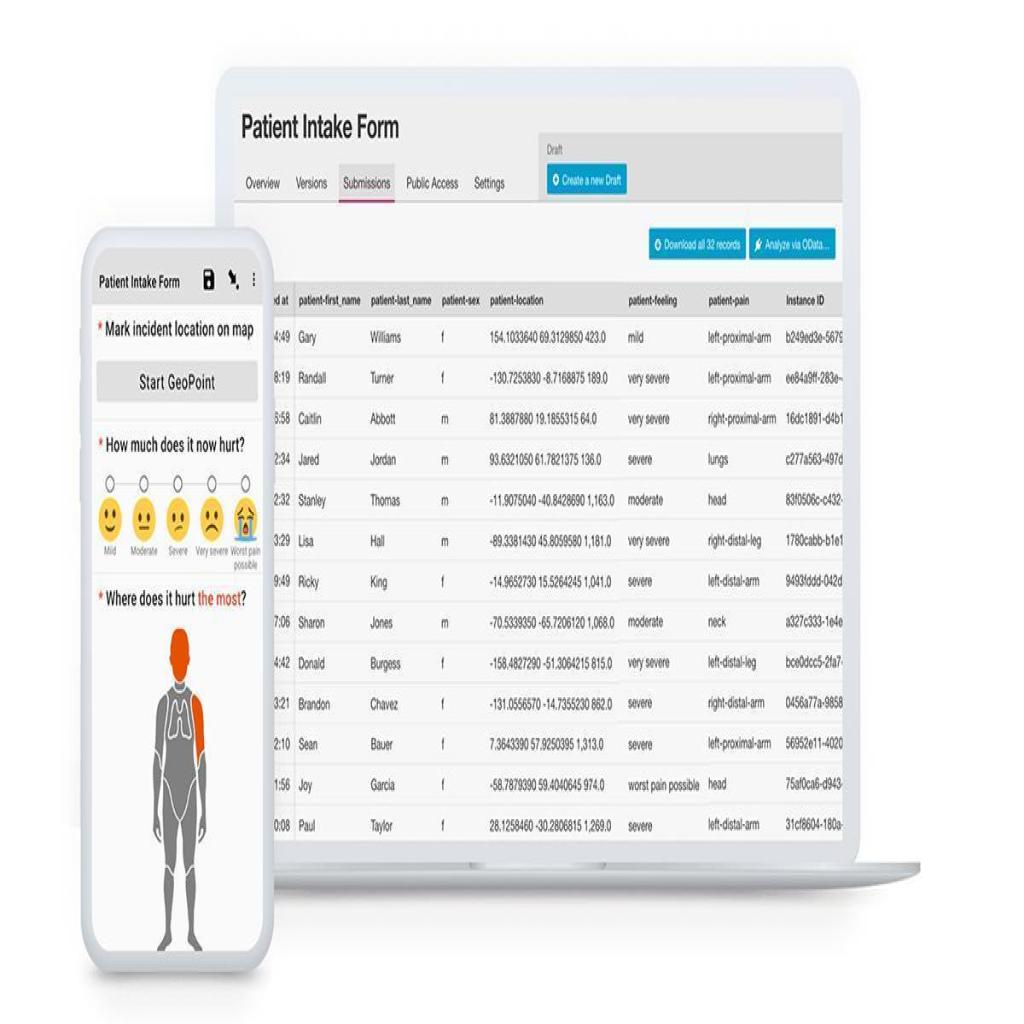 Patient Intake Form
Draft
Overview Versions Submissions Public Access Settings
Create a new Draft
Download all 32 records Analyze via OData...
ed at patient-first_name patient-last_name patient-sex patient-location patient-feeling patient-pain Instance ID
4:49 Gary Williams f 154.1033640 69.3129850 423.0 mild left-proximal-arm b249ed3e-5679
8:19 Randall Turner f -130.7253830 -8.7168875 189.0 very severe left-proximal-arm ee84a9ff-283e-
6:58 Caitlin Abbott m 81.3887880 19.1855315 64.0 very severe right-proximal-arm 16dc1891-d4b1
2:34 Jared Jordan m 93.6321050 61.7821375 136.0 severe lungs c277a563-497d
2:32 Stanley Thomas m -11.9075040 -40.8428690 1,163.0 moderate head 83f0506c-c432-
3:29 Lisa Hall m -89.3381430 45.8059580 1,181.0 very severe right-distal-leg 1780cabb-b1e1
9:49 Ricky King f -14.9652730 15.5264245 1,041.0 severe left-distal-arm 9493fddd-042d
7:06 Sharon Jones m -70.5339350 -65.7206120 1,068.0 moderate neck a327c333-1e4e
4:42 Donald Burgess f -158.4827290 -51.3064215 815.0 very severe left-distal-leg bce0dcc5-2fa7-
3:21 Brandon Chavez f -131.0556570 -14.7355230 862.0 severe right-distal-arm 0456a77a-9858
2:10 Sean Bauer f 7.3643390 57.9250395 1,313.0 severe left-proximal-arm 56952e11-4020
1:56 Joy Garcia f -58.7879390 59.4040645 974.0 worst pain possible head 75af0ca6-d943-
0:08 Paul Taylor f 28.1258460 -30.2806815 1,269.0 severe left-distal-arm 31cf8604-180a-
Patient Intake Form
* Mark incident location on map
Start GeoPoint
* How much does it now hurt?
Mild Moderate Severe Very severe Worst pain
possible
* Where does it hurt the most?